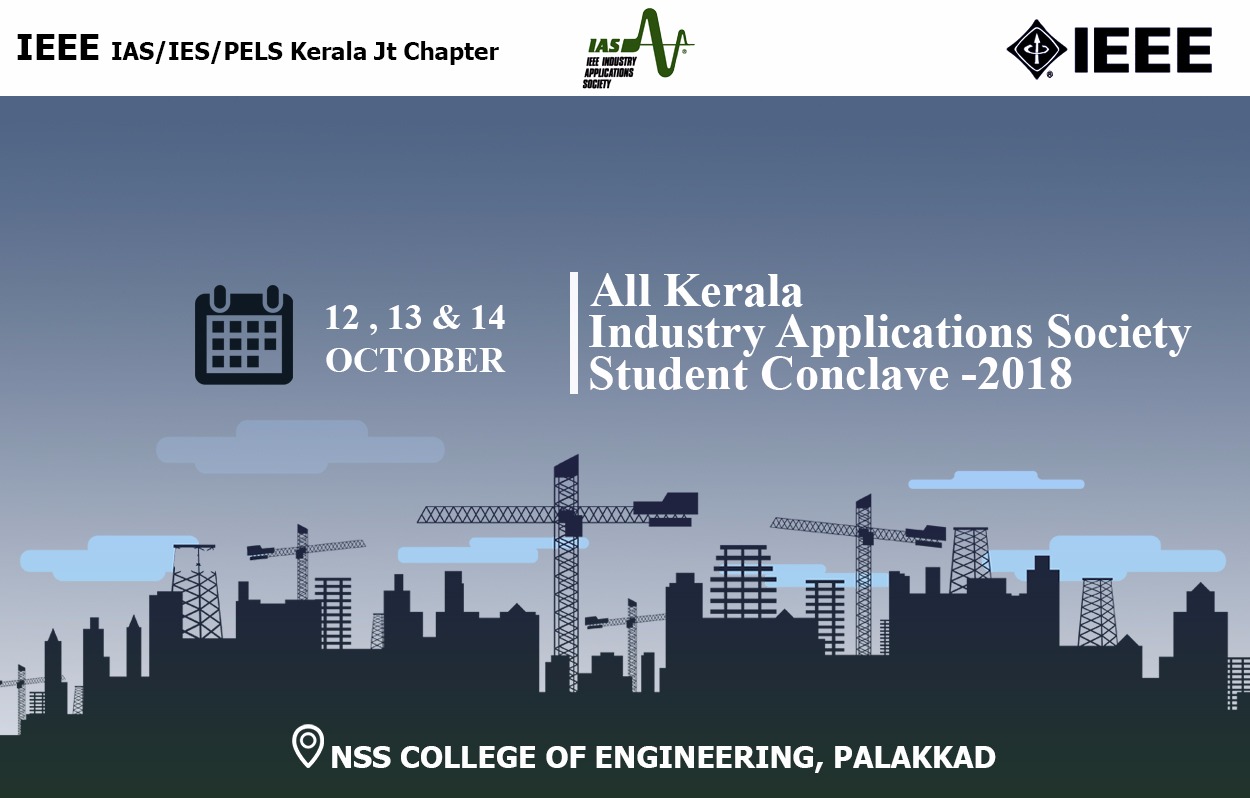 IEEE IAS/IES/PELS Kerala Jt Chapter
IAS
IEEE INDUSTRY
APPLICATIONS
SOCIETY
®
IEEE
®
12 , 13 & 14
OCTOBER
All Kerala
Industry Applications Society
Student Conclave -2018
NSS COLLEGE OF ENGINEERING, PALAKKAD